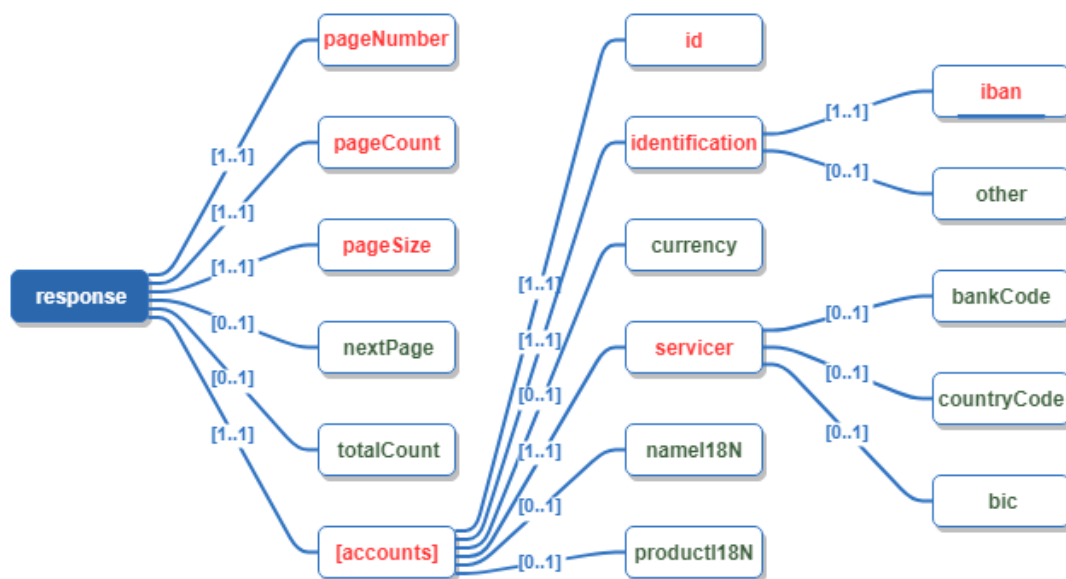 pageNumber
id
iban
[1..1]
pageCount
identification
[1..1]
other
[0..1]
[1..1]
pageSize
currency
[1..1]
response
[1..1]
bankCode
[0..1]
nextPage
[1..1]
servicer
[0..1]
countryCode
[0..1]
[0..1]
[1..1]
totalCount
[1..1]
nameI18N
[0..1]
bic
[0..1]
[accounts]
[0..1]
productI18N